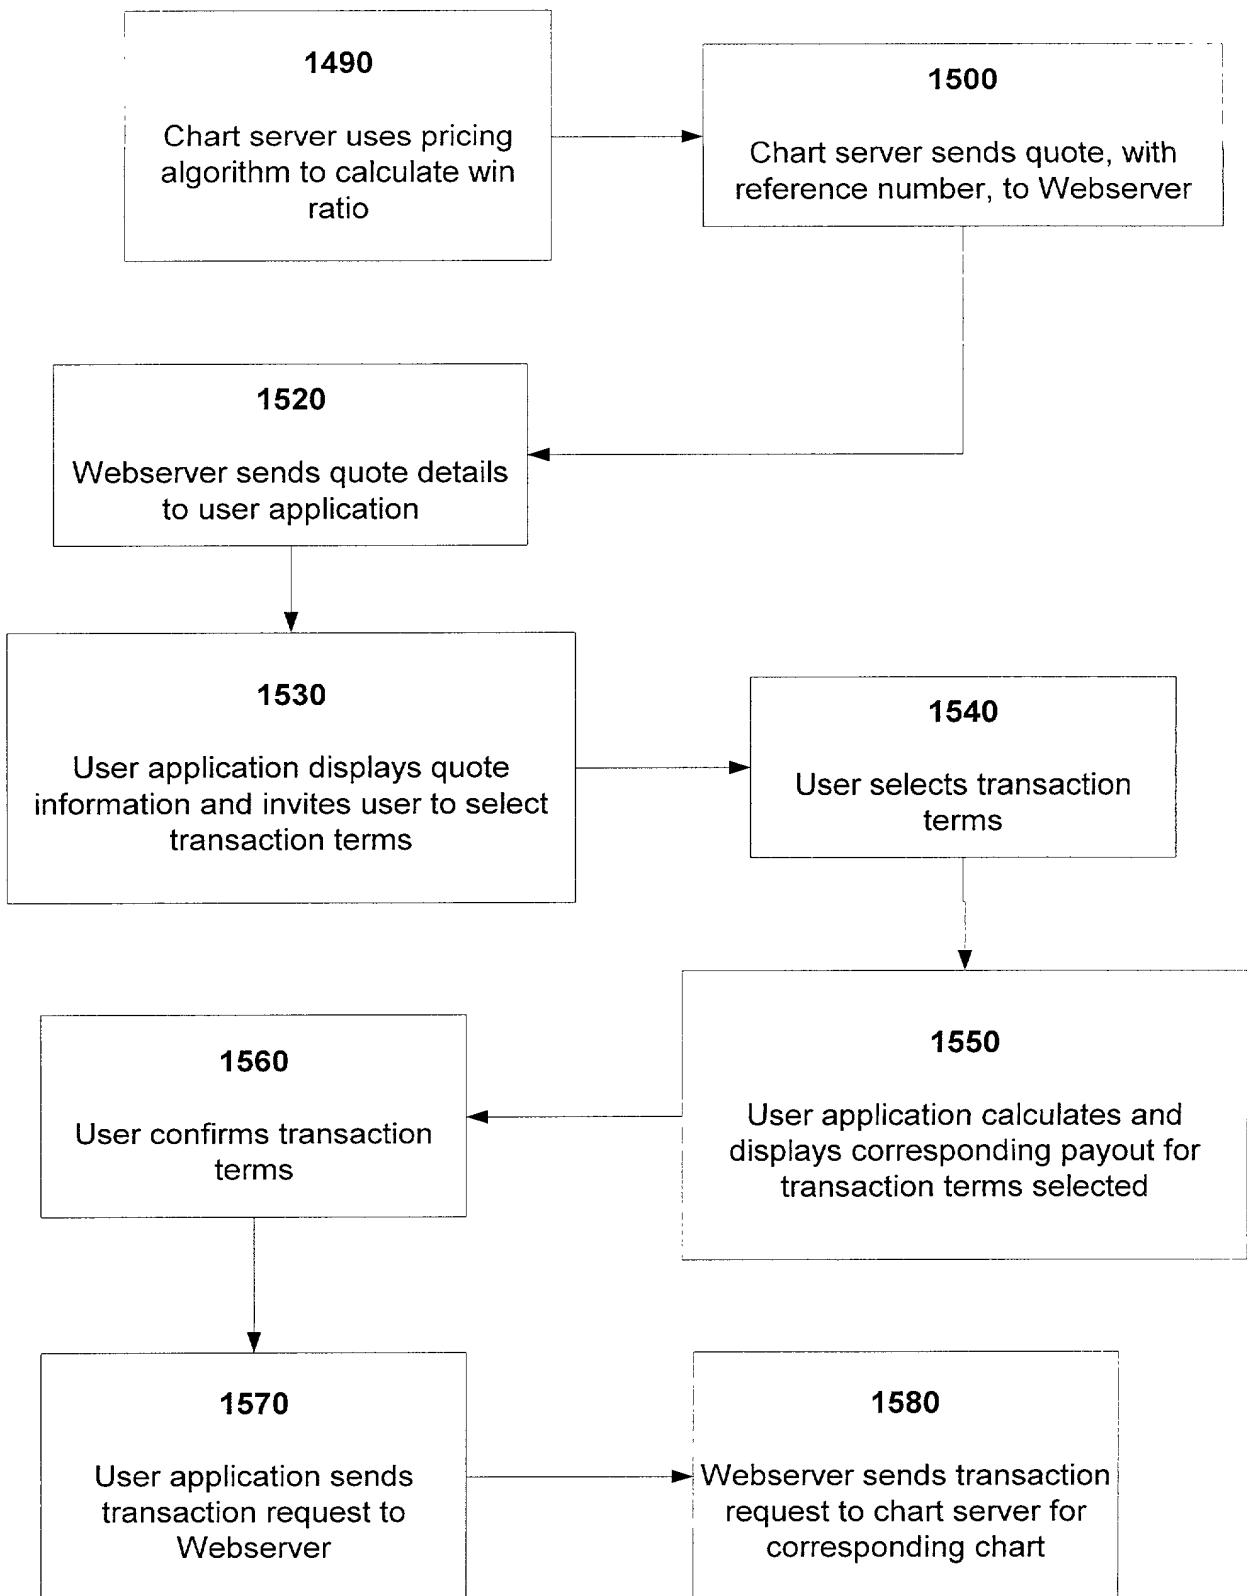 1490
Chart server uses pricing
algorithm to calculate win
ratio
1500
Chart server sends quote, with
reference number, to Webserver
1520
Webserver sends quote details
to user application
1530
User application displays quote
information and invites user to select
transaction terms
1540
User selects transaction
terms
1550
User application calculates and
displays corresponding payout for
transaction terms selected
1560
User confirms transaction
terms
1570
User application sends
transaction request to
Webserver
1580
Webserver sends transaction
request to chart server for
corresponding chart